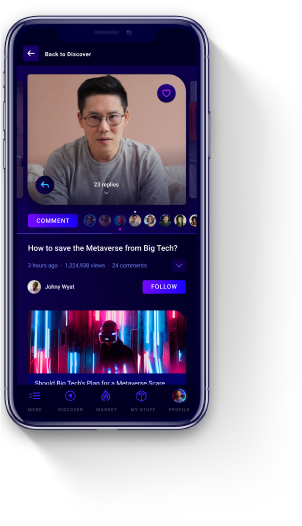 Back to Discover
23 replies
COMMENT
How to save the Metaverse from Big Tech?
3 hours ago · 1,324,938 views · 24 comments
Johny Wyat
FOLLOW
Should Big Tech's Plan for a Metaverse Scare
MORE
DISCOVER
MARKET
MY STUFF
PROFILE